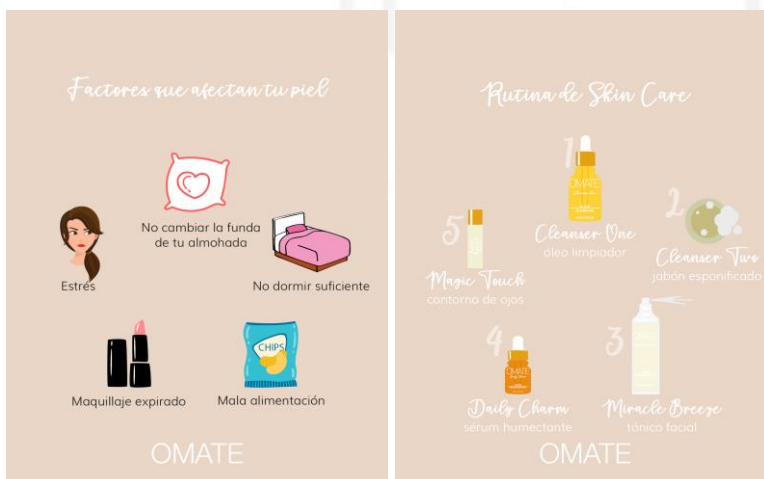 Factores que afectan tu piel
No cambiar la funda
de tu almohada
Estrés
No dormir suficiente
CHIPS
Maquillaje expirado
Mala alimentación
OMATE
Rutina de Skin Care
1
OMATE
Cleanser One
óleo limpiador
2
Cleanser Two
jabón esponificado
5
Magic Touch
contorno de ojos
4
OMATE
Daily Charm
sérum humectante
3
Miracle Breeze
tónico facial
OMATE